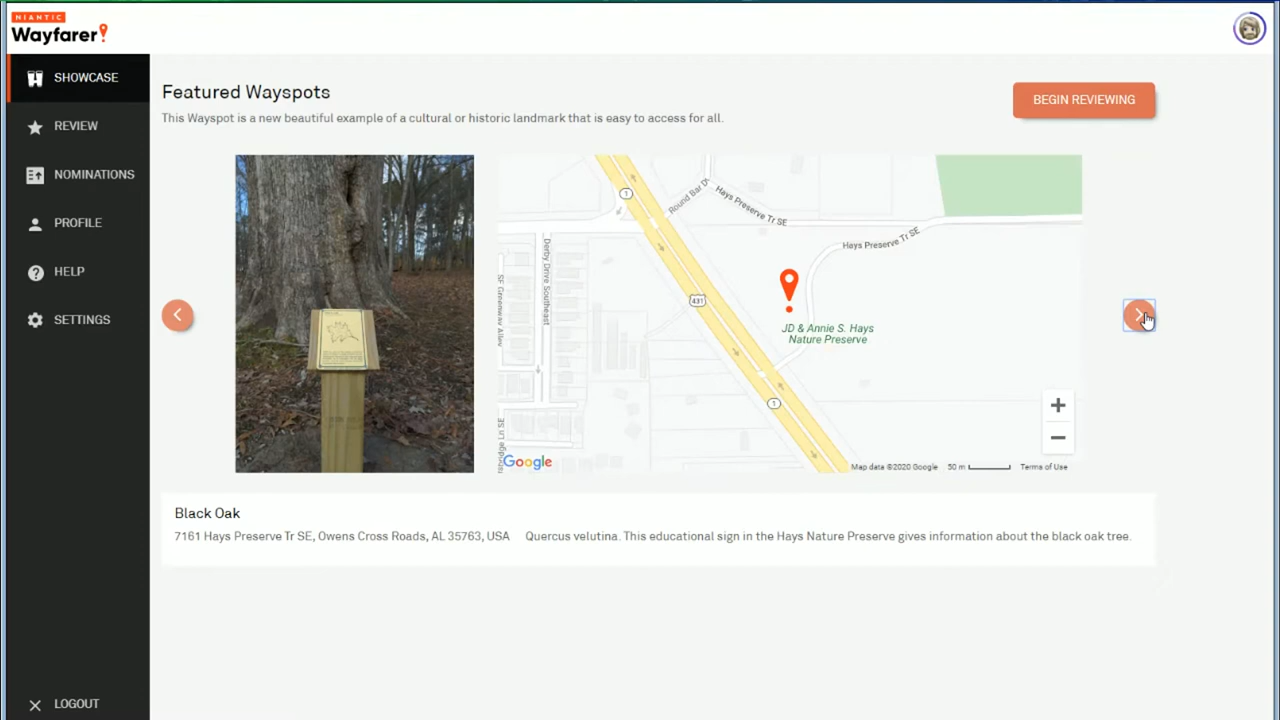 NIANTIC
Wayfarer
SHOWCASE
REVIEW
NOMINATIONS
PROFILE
HELP
SETTINGS
LOGOUT
Featured Wayspots
This Wayspot is a new beautiful example of a cultural or historic landmark that is easy to access for all.
BEGIN REVIEWING
1
Round Bar Dr
Hays Preserve Tr SE
Hays Preserve Tr SE
Derby Drive Southeast
SE Greenway Alley
431
JD & Annie S. Hays
Nature Preserve
1
+
−
Google
Map data ©2020 Google
50 m
Terms of Use
Black Oak
7161 Hays Preserve Tr SE, Owens Cross Roads, AL 35763, USA
Quercus velutina. This educational sign in the Hays Nature Preserve gives information about the black oak tree.